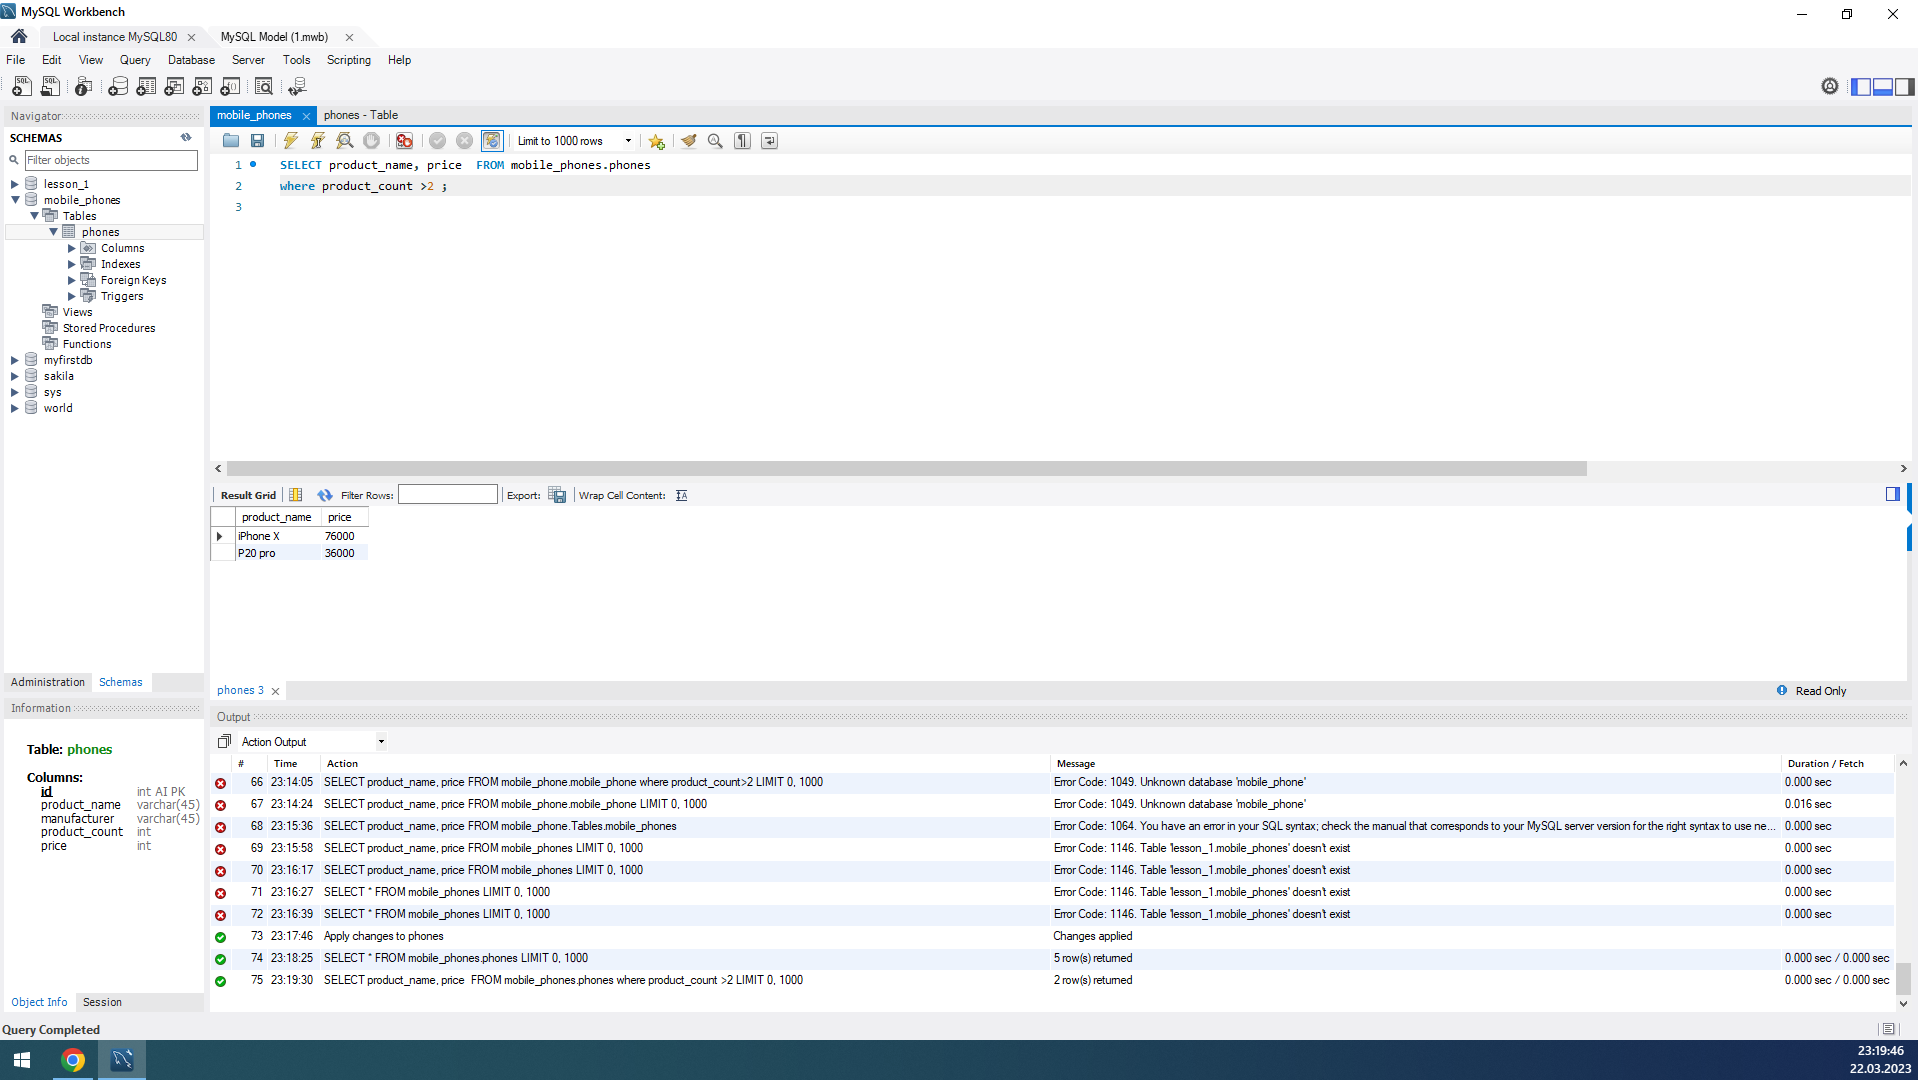 MySQL Workbench
Local instance MySQL80
MySQL Model (1.mwb)
File Edit View Query Database Server Tools Scripting Help
Navigator
SCHEMAS
Filter objects
lesson_1
mobile_phones
Tables
phones
Columns
Indexes
Foreign Keys
Triggers
Views
Stored Procedures
Functions
myfirstdb
sakila
sys
world
Administration Schemas
Information
Table: phones
Columns:
id int AI PK
product_name varchar(45)
manufacturer varchar(45)
product_count int
price int
Object Info Session
mobile_phones
phones - Table
Limit to 1000 rows
1 SELECT product_name, price  FROM mobile_phones.phones
2 where product_count >2 ;
3
Result Grid Filter Rows: Export: Wrap Cell Content:
product_name price
iPhone X 76000
P20 pro 36000
phones 3
Read Only
Output
Action Output
# Time Action Message Duration / Fetch
66 23:14:05 SELECT product_name, price FROM mobile_phone.mobile_phone where product_count>2 LIMIT 0, 1000 Error Code: 1049. Unknown database 'mobile_phone' 0.000 sec
67 23:14:24 SELECT product_name, price FROM mobile_phone.mobile_phone LIMIT 0, 1000 Error Code: 1049. Unknown database 'mobile_phone' 0.016 sec
68 23:15:36 SELECT product_name, price FROM mobile_phone.Tables.mobile_phones Error Code: 1064. You have an error in your SQL syntax; check the manual that corresponds to your MySQL server version for the right syntax to use ne... 0.000 sec
69 23:15:58 SELECT product_name, price FROM mobile_phones LIMIT 0, 1000 Error Code: 1146. Table 'lesson_1.mobile_phones' doesn't exist 0.000 sec
70 23:16:17 SELECT product_name, price FROM mobile_phones LIMIT 0, 1000 Error Code: 1146. Table 'lesson_1.mobile_phones' doesn't exist 0.000 sec
71 23:16:27 SELECT * FROM mobile_phones LIMIT 0, 1000 Error Code: 1146. Table 'lesson_1.mobile_phones' doesn't exist 0.000 sec
72 23:16:39 SELECT * FROM mobile_phones LIMIT 0, 1000 Error Code: 1146. Table 'lesson_1.mobile_phones' doesn't exist 0.000 sec
73 23:17:46 Apply changes to phones Changes applied
74 23:18:25 SELECT * FROM mobile_phones.phones LIMIT 0, 1000 5 row(s) returned 0.000 sec / 0.000 sec
75 23:19:30 SELECT product_name, price  FROM mobile_phones.phones where product_count >2 LIMIT 0, 1000 2 row(s) returned 0.000 sec / 0.000 sec
Query Completed
23:19:46
22.03.2023